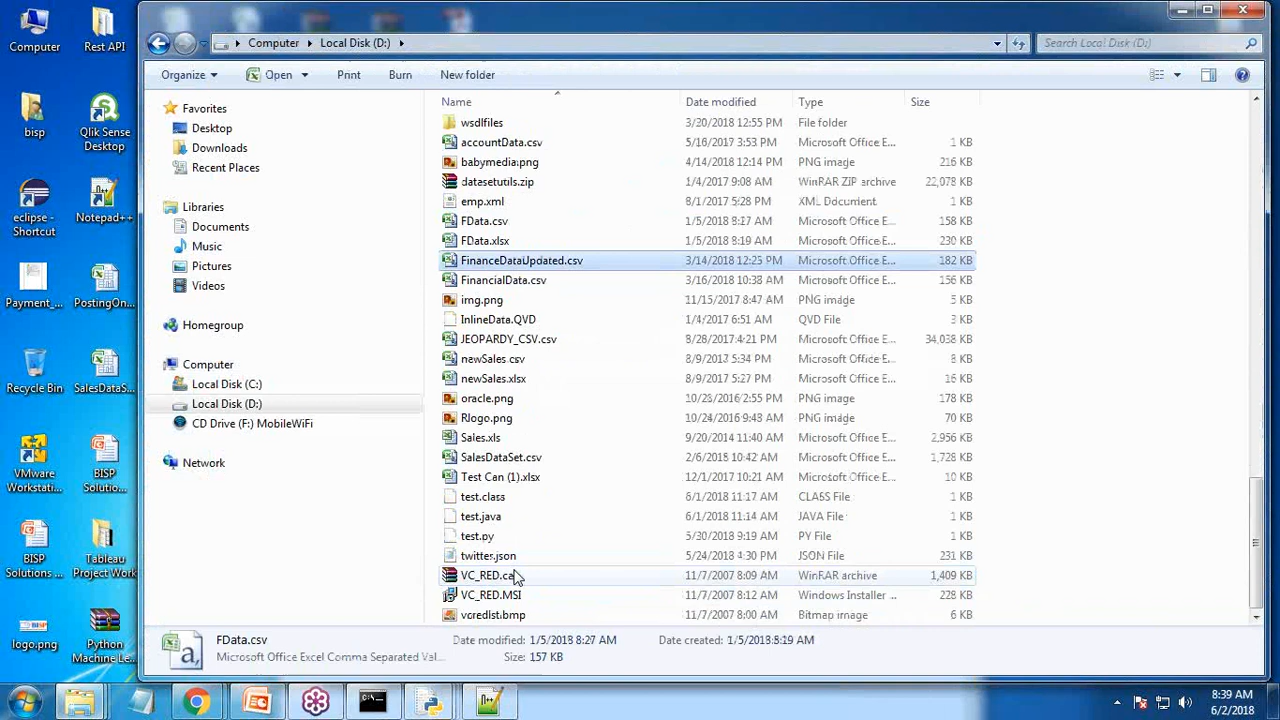 Computer
Rest API
bisp
Qlik Sense
Desktop
eclipse -
Shortcut
Notepad++
Payment_...
PostingOn...
Recycle Bin
SalesDataS...
VMware
Workstati...
BISP
Solutio...
BISP
Solutio...
Tableau
Project Work
logo.png
Python
Machine Le...
Computer
Local Disk (D:)
Search Local Disk (D:)
Organize
Open
Print
Burn
New folder
Favorites
Desktop
Downloads
Recent Places
Libraries
Documents
Music
Pictures
Videos
Homegroup
Computer
Local Disk (C:)
Local Disk (D:)
CD Drive (F:) MobileWiFi
Network
Name Date modified Type Size
wsdlfiles 3/20/2018 12:55 PM File folder
accountData.csv 5/16/2017 3:53 PM Microsoft Office E... 1 KB
babymedia.png 4/14/2018 12:14 PM PNG image 216 KB
datasetutils.zip 1/4/2017 9:08 AM WinRAR ZIP archive 22,078 KB
emp.xml 8/1/2017 5:28 PM XML Document 1 KB
FData.csv 1/5/2018 8:27 AM Microsoft Office E... 158 KB
FData.xlsx 1/5/2018 8:19 AM Microsoft Office E... 230 KB
FinanceDataUpdated.csv 3/14/2018 12:25 PM Microsoft Office E... 182 KB
FinancialData.csv 3/16/2018 10:38 AM Microsoft Office E... 156 KB
img.png 11/15/2017 8:47 AM PNG image 5 KB
InlineData.QVD 1/4/2017 6:51 AM QVD File 3 KB
JEOPARDY_CSV.csv 8/28/2017 4:21 PM Microsoft Office E... 34,038 KB
newSales.csv 8/9/2017 5:34 PM Microsoft Office E... 8 KB
newSales.xlsx 8/9/2017 5:27 PM Microsoft Office E... 16 KB
oracle.png 10/28/2016 2:55 PM PNG image 178 KB
Rlogo.png 10/24/2016 9:48 AM PNG image 70 KB
Sales.xls 9/20/2014 11:40 AM Microsoft Office E... 2,956 KB
SalesDataSet.csv 2/6/2018 10:42 AM Microsoft Office E... 1,728 KB
Test Can (1).xlsx 12/1/2017 10:21 AM Microsoft Office E... 10 KB
test.class 6/1/2018 11:17 AM CLASS File 1 KB
test.java 6/1/2018 11:14 AM JAVA File 1 KB
test.py 5/30/2018 9:19 AM PY File 1 KB
twitter.json 5/24/2018 4:30 PM JSON File 231 KB
VC_RED.ca 11/7/2007 8:09 AM WinRAR archive 1,409 KB
VC_RED.MSI 11/7/2007 8:12 AM Windows Installer ... 228 KB
vcredist.bmp 11/7/2007 8:00 AM Bitmap image 6 KB
FData.csv Date modified: 1/5/2018 8:27 AM Date created: 1/5/2018 8:19 AM
Microsoft Office Excel Comma Separated Val... Size: 157 KB
8:39 AM
6/2/2018